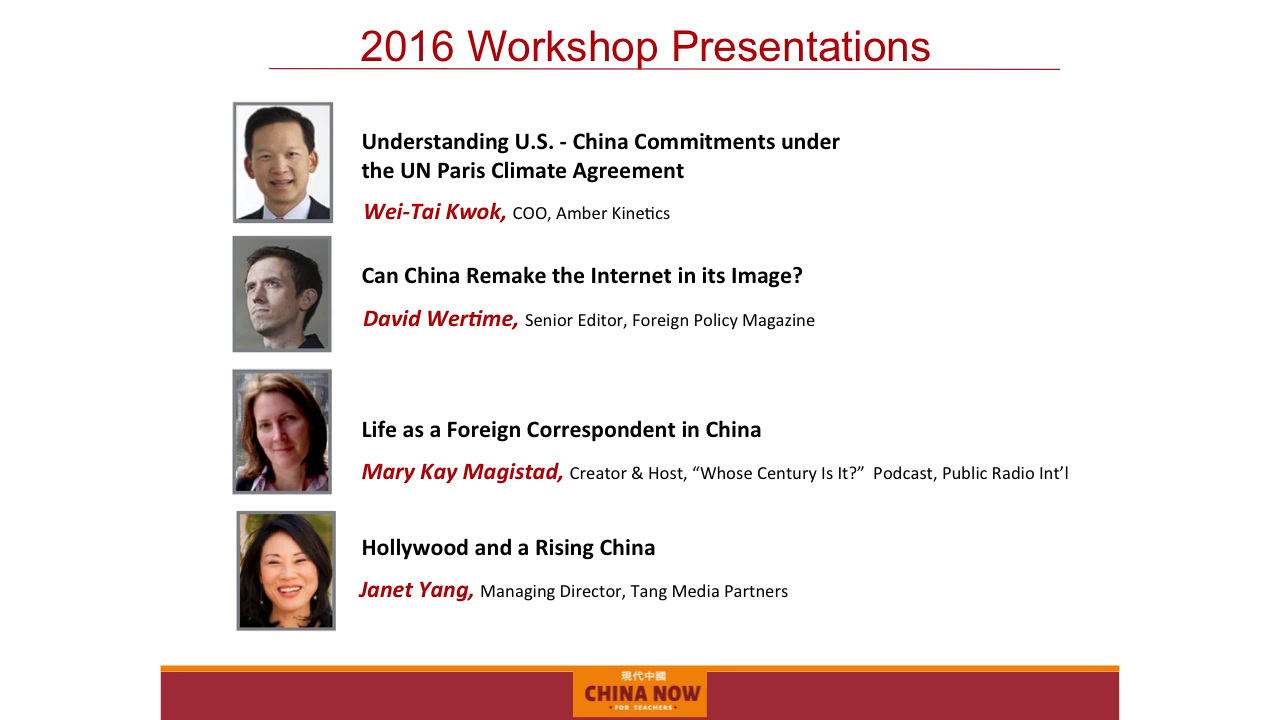 2016 Workshop Presentations
Understanding U.S. - China Commitments under
the UN Paris Climate Agreement
Wei-Tai Kwok, COO, Amber Kinetics
Can China Remake the Internet in its Image?
David Wertime, Senior Editor, Foreign Policy Magazine
Life as a Foreign Correspondent in China
Mary Kay Magistad, Creator & Host, “Whose Century Is It?” Podcast, Public Radio Int’l
Hollywood and a Rising China
Janet Yang, Managing Director, Tang Media Partners
現代中國
CHINA NOW
FOR TEACHERS